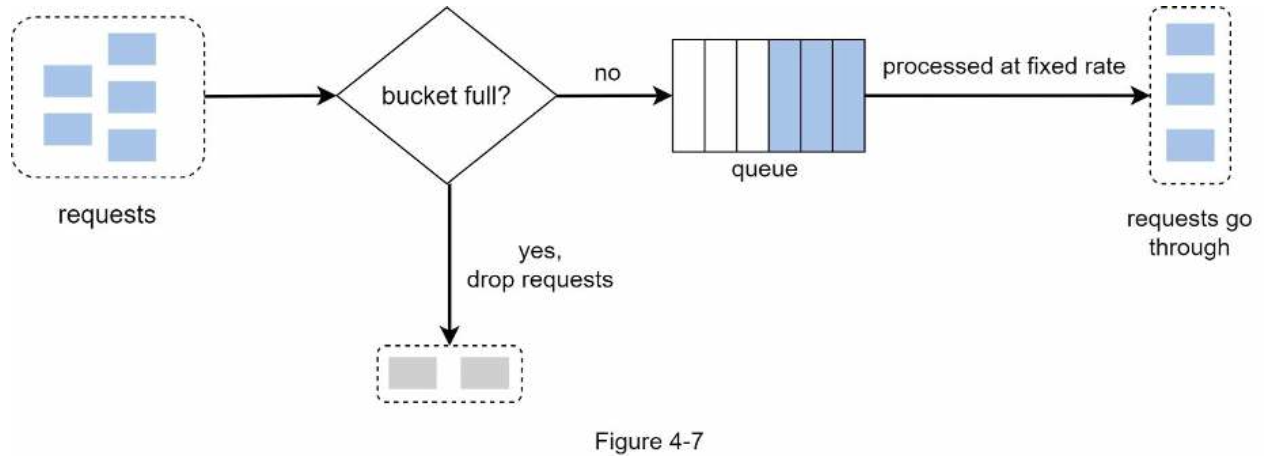 bucket full?
no
processed at fixed rate
queue
requests
requests go
through
yes,
drop requests
Figure 4-7